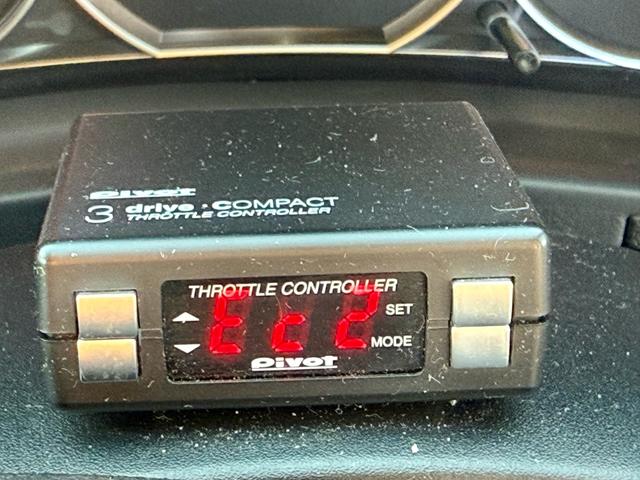 Pivot
3 drive · COMPACT
THROTTLE CONTROLLER
THROTTLE CONTROLLER
Ec2
SET
MODE
Pivot